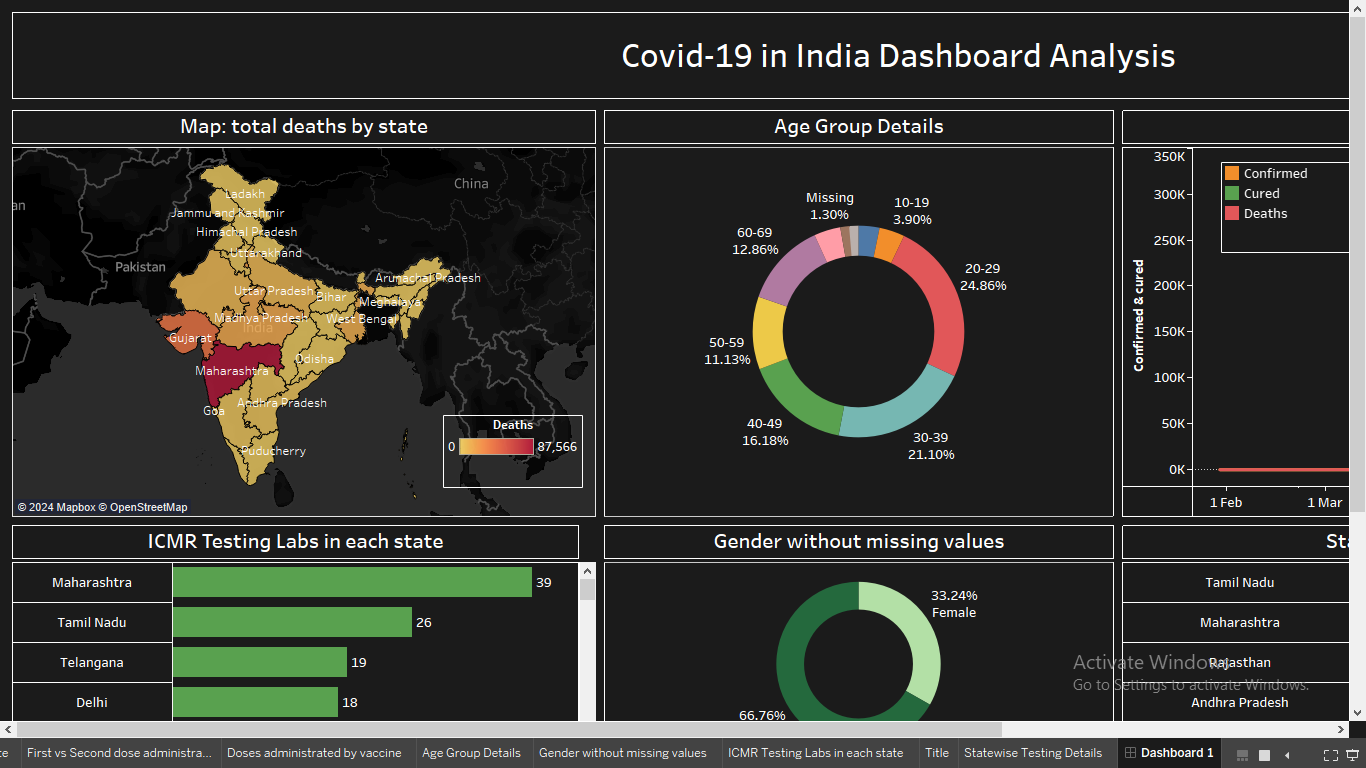 Covid-19 in India Dashboard Analysis
Map: total deaths by state
Age Group Details
China
an
Ladakh
Jammu and Kashmir
Himachal Pradesh
Uttarakhand
Pakistan
Arunachal Pradesh
Uttar Pradesh
Bihar
Meghalaya
Madhya Pradesh
West Bengal
India
Gujarat
Odisha
Maharashtra
Andhra Pradesh
Goa
Puducherry
Deaths
0
87,566
© 2024 Mapbox © OpenStreetMap
Missing
1.30%
10-19
3.90%
60-69
12.86%
20-29
24.86%
50-59
11.13%
40-49
16.18%
30-39
21.10%
Confirmed & cured
350K
300K
250K
200K
150K
100K
50K
0K
Confirmed
Cured
Deaths
1 Feb
1 Mar
ICMR Testing Labs in each state
Maharashtra
39
Tamil Nadu
26
Telangana
19
Delhi
18
Gender without missing values
33.24%
Female
66.76%
Sta
Tamil Nadu
Maharashtra
Rajasthan
Andhra Pradesh
Activate Windows
Go to Settings to activate Windows.
te
First vs Second dose administra...
Doses administrated by vaccine
Age Group Details
Gender without missing values
ICMR Testing Labs in each state
Title
Statewise Testing Details
Dashboard 1